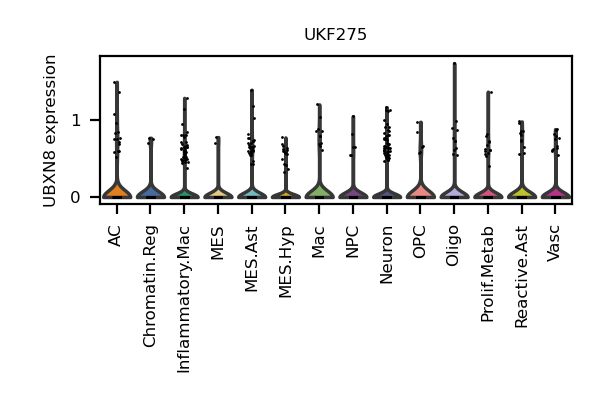 UKF275
UBXN8 expression
1
0
AC
Chromatin.Reg
Inflammatory.Mac
MES
MES.Ast
MES.Hyp
Mac
NPC
Neuron
OPC
Oligo
Prolif.Metab
Reactive.Ast
Vasc